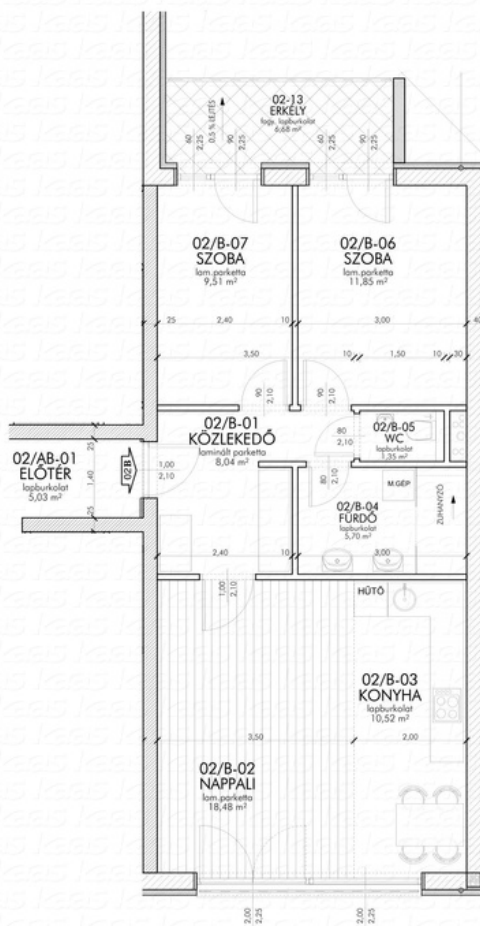 02-13
ERKÉLY
fagy. lapburkolat
6,68 m²
60
2,25
0,5 % LEJTÉS
90
2,25
60
2,25
90
2,25
02/B-07
SZOBA
lam.parketta
9,51 m²
02/B-06
SZOBA
lam.parketta
11,85 m²
25
2,40
10
3,00
40
3,50
10
1,50
10
30
90
2,10
90
2,10
02/B-01
KÖZLEKEDŐ
laminált parketta
8,04 m²
80
2,10
02/B-05
WC
lapburkolat
1,35 m²
02/AB-01
ELŐTÉR
lapburkolat
5,03 m²
25
1,40
25
02B
1,00
2,10
80
2,10
M.GÉP
02/B-04
FÜRDŐ
lapburkolat
5,70 m²
ZUHANYZÓ
2,40
10
3,00
1,00
2,10
HŰTŐ
02/B-03
KONYHA
lapburkolat
10,52 m²
3,50
2,00
02/B-02
NAPPALI
lam.parketta
18,48 m²
2,00
2,25
2,00
2,25